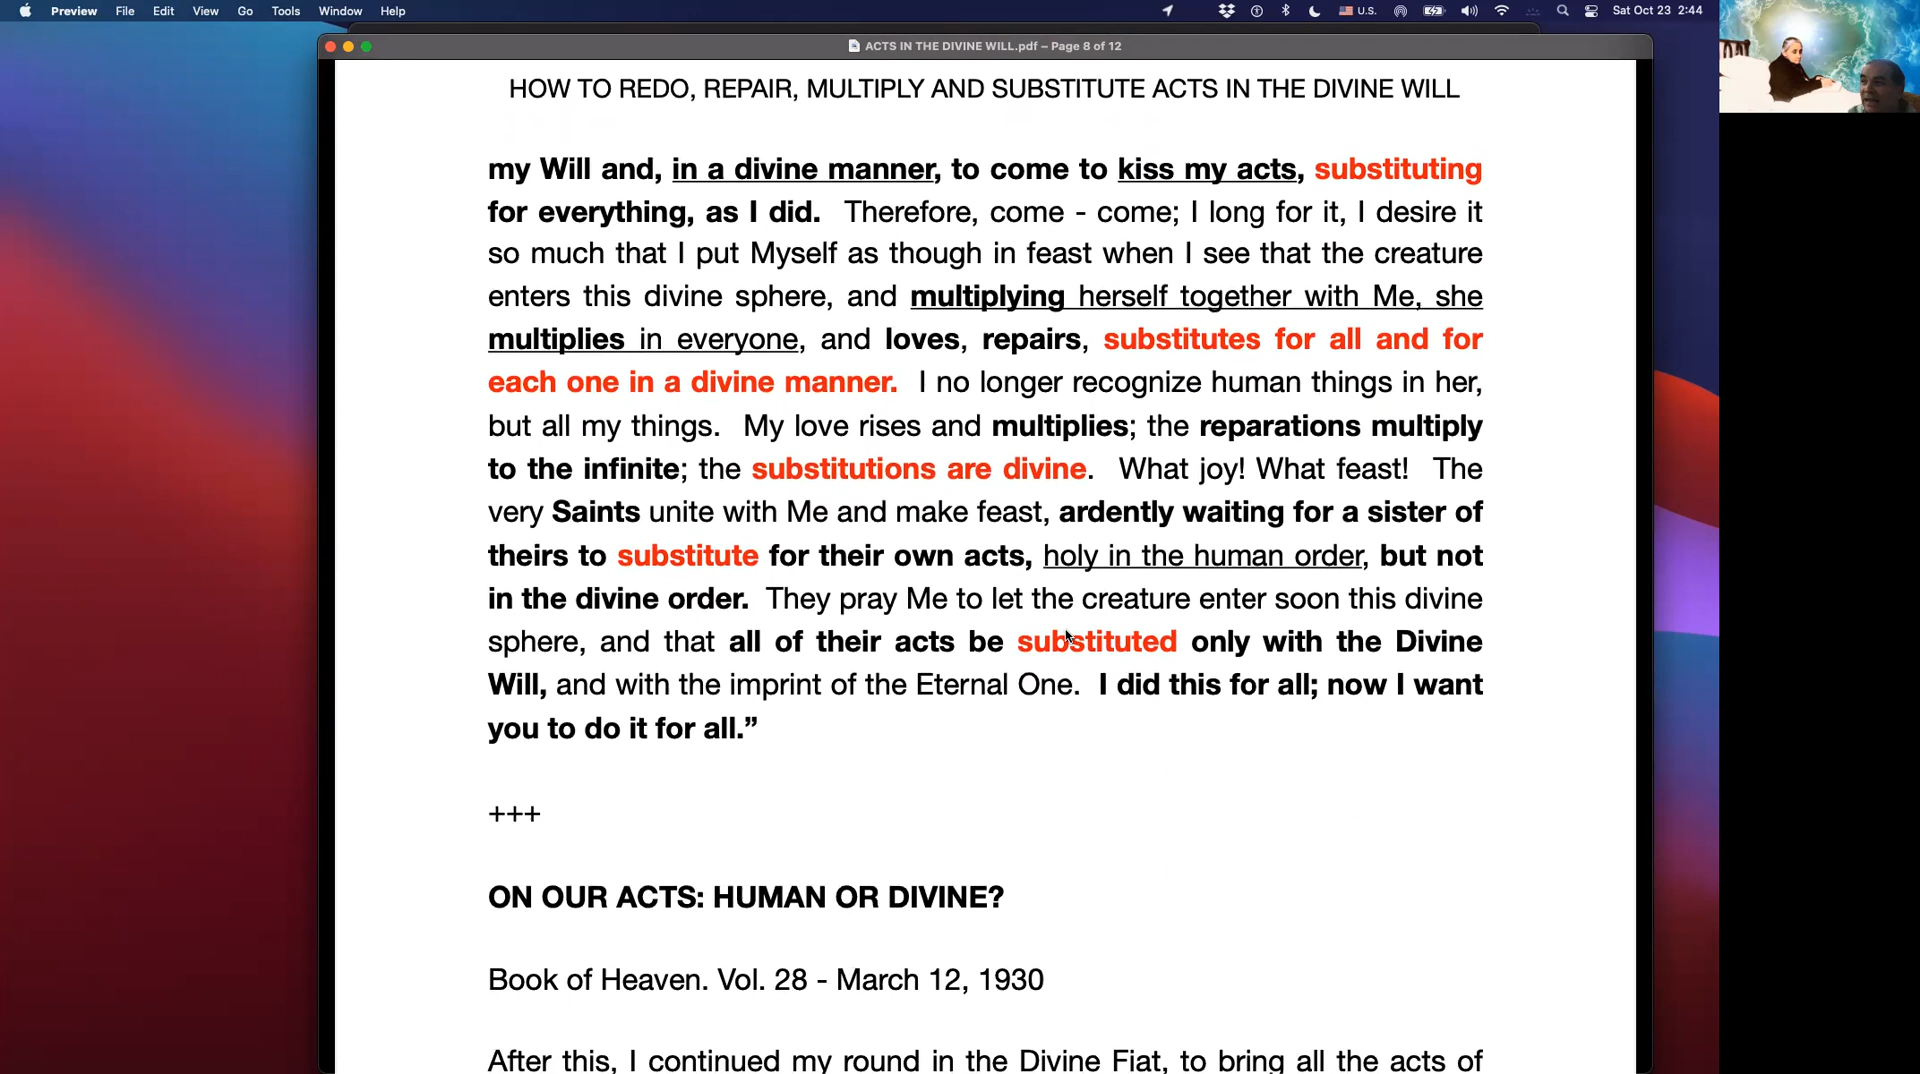 Preview File Edit View Go Tools Window Help U.S. Sat Oct 23 2:44
ACTS IN THE DIVINE WILL.pdf – Page 8 of 12
HOW TO REDO, REPAIR, MULTIPLY AND SUBSTITUTE ACTS IN THE DIVINE WILL
my Will and, in a divine manner, to come to kiss my acts, substituting
for everything, as I did. Therefore, come - come; I long for it, I desire it
so much that I put Myself as though in feast when I see that the creature
enters this divine sphere, and multiplying herself together with Me, she
multiplies in everyone, and loves, repairs, substitutes for all and for
each one in a divine manner. I no longer recognize human things in her,
but all my things. My love rises and multiplies; the reparations multiply
to the infinite; the substitutions are divine. What joy! What feast! The
very Saints unite with Me and make feast, ardently waiting for a sister of
theirs to substitute for their own acts, holy in the human order, but not
in the divine order. They pray Me to let the creature enter soon this divine
sphere, and that all of their acts be substituted only with the Divine
Will, and with the imprint of the Eternal One. I did this for all; now I want
you to do it for all.”
+++
ON OUR ACTS: HUMAN OR DIVINE?
Book of Heaven. Vol. 28 - March 12, 1930
After this, I continued my round in the Divine Fiat, to bring all the acts of